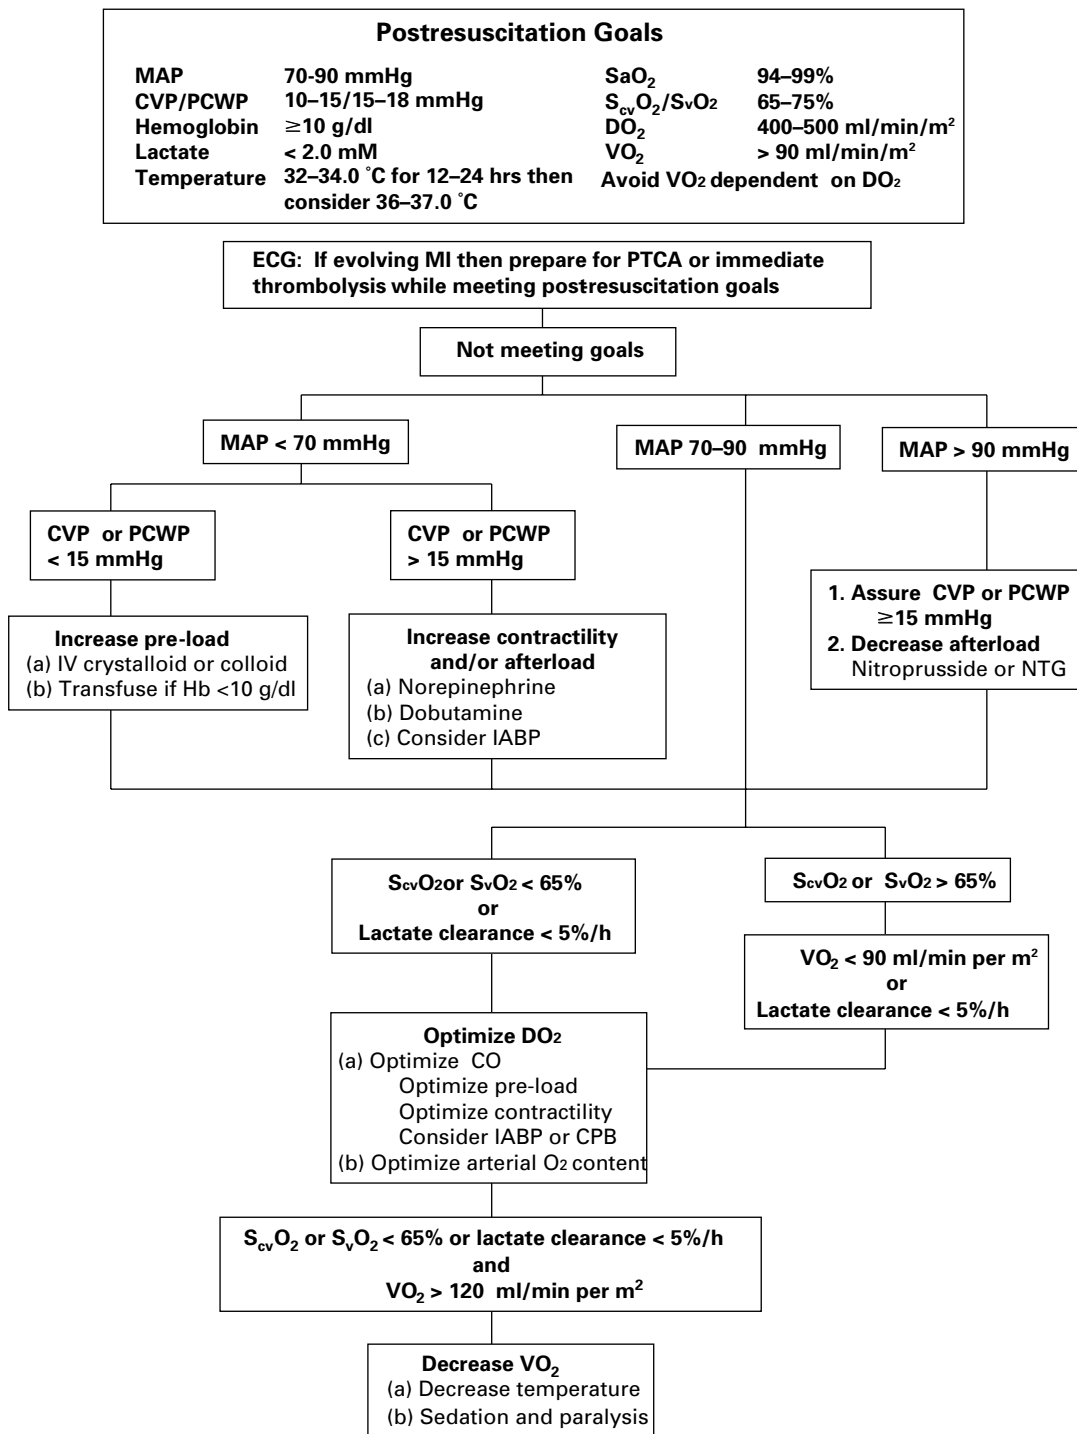 Postresuscitation Goals
MAP 70-90 mmHg
CVP/PCWP 10–15/15–18 mmHg
Hemoglobin ≥10 g/dl
Lactate < 2.0 mM
Temperature 32–34.0 ˚C for 12–24 hrs then
consider 36–37.0 ˚C
SaO₂ 94–99%
ScvO₂/SvO₂ 65–75%
DO₂ 400–500 ml/min/m²
VO₂ > 90 ml/min/m²
Avoid VO₂ dependent on DO₂
ECG: If evolving MI then prepare for PTCA or immediate
thrombolysis while meeting post-resuscitation goals
Not meeting goals
MAP < 70 mmHg
MAP 70–90 mmHg
MAP > 90 mmHg
CVP or PCWP
< 15 mmHg
CVP or PCWP
> 15 mmHg
1. Assure CVP or PCWP
≥15 mmHg
2. Decrease afterload
Nitroprusside or NTG
Increase pre-load
(a) IV crystalloid or colloid
(b) Transfuse if Hb <10 g/dl
Increase contractility
and/or afterload
(a) Norepinephrine
(b) Dobutamine
(c) Consider IABP
ScvO₂or SvO₂ < 65%
or
Lactate clearance < 5%/h
ScvO₂ or SvO₂ > 65%
VO₂ < 90 ml/min per m²
or
Lactate clearance < 5%/h
Optimize DO₂
(a) Optimize CO
Optimize pre-load
Optimize contractility
Consider IABP or CPB
(b) Optimize arterial O₂ content
ScvO₂ or SvO₂ < 65% or lactate clearance < 5%/h
and
VO₂ > 120 ml/min per m²
Decrease VO₂
(a) Decrease temperature
(b) Sedation and paralysis